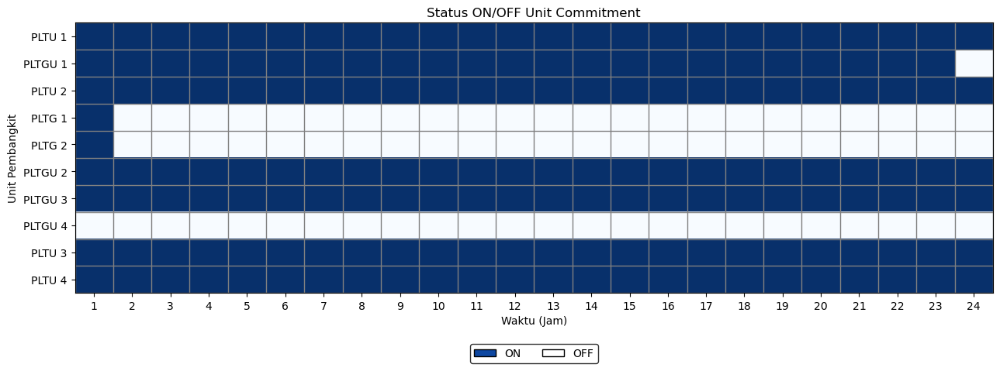 Status ON/OFF Unit Commitment
Unit Pembangkit
PLTU 1
PLTGU 1
PLTU 2
PLTG 1
PLTG 2
PLTGU 2
PLTGU 3
PLTGU 4
PLTU 3
PLTU 4
1 2 3 4 5 6 7 8 9 10 11 12 13 14 15 16 17 18 19 20 21 22 23 24
Waktu (Jam)
ON OFF